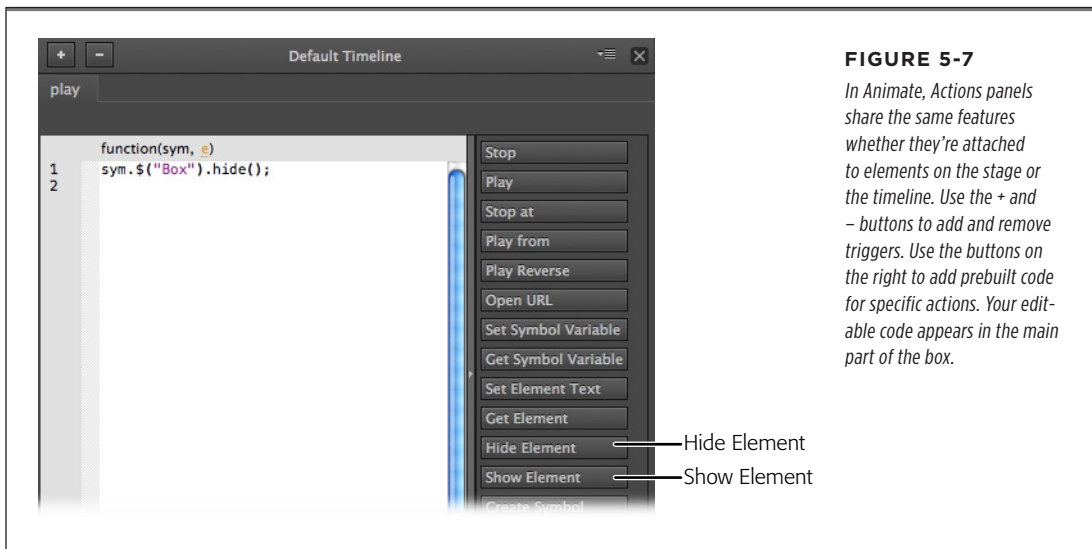 + - Default Timeline
play
function(sym, e)
1 sym.$("Box").hide();
2
Stop
Play
Stop at
Play from
Play Reverse
Open URL
Set Symbol Variable
Get Symbol Variable
Set Element Text
Get Element
Hide Element
Show Element
Create Symbol
Hide Element
Show Element
FIGURE 5-7
In Animate, Actions panels
share the same features
whether they’re attached
to elements on the stage or
the timeline. Use the + and
– buttons to add and remove
triggers. Use the buttons on
the right to add prebuilt code
for specific actions. Your edit-
able code appears in the main
part of the box.